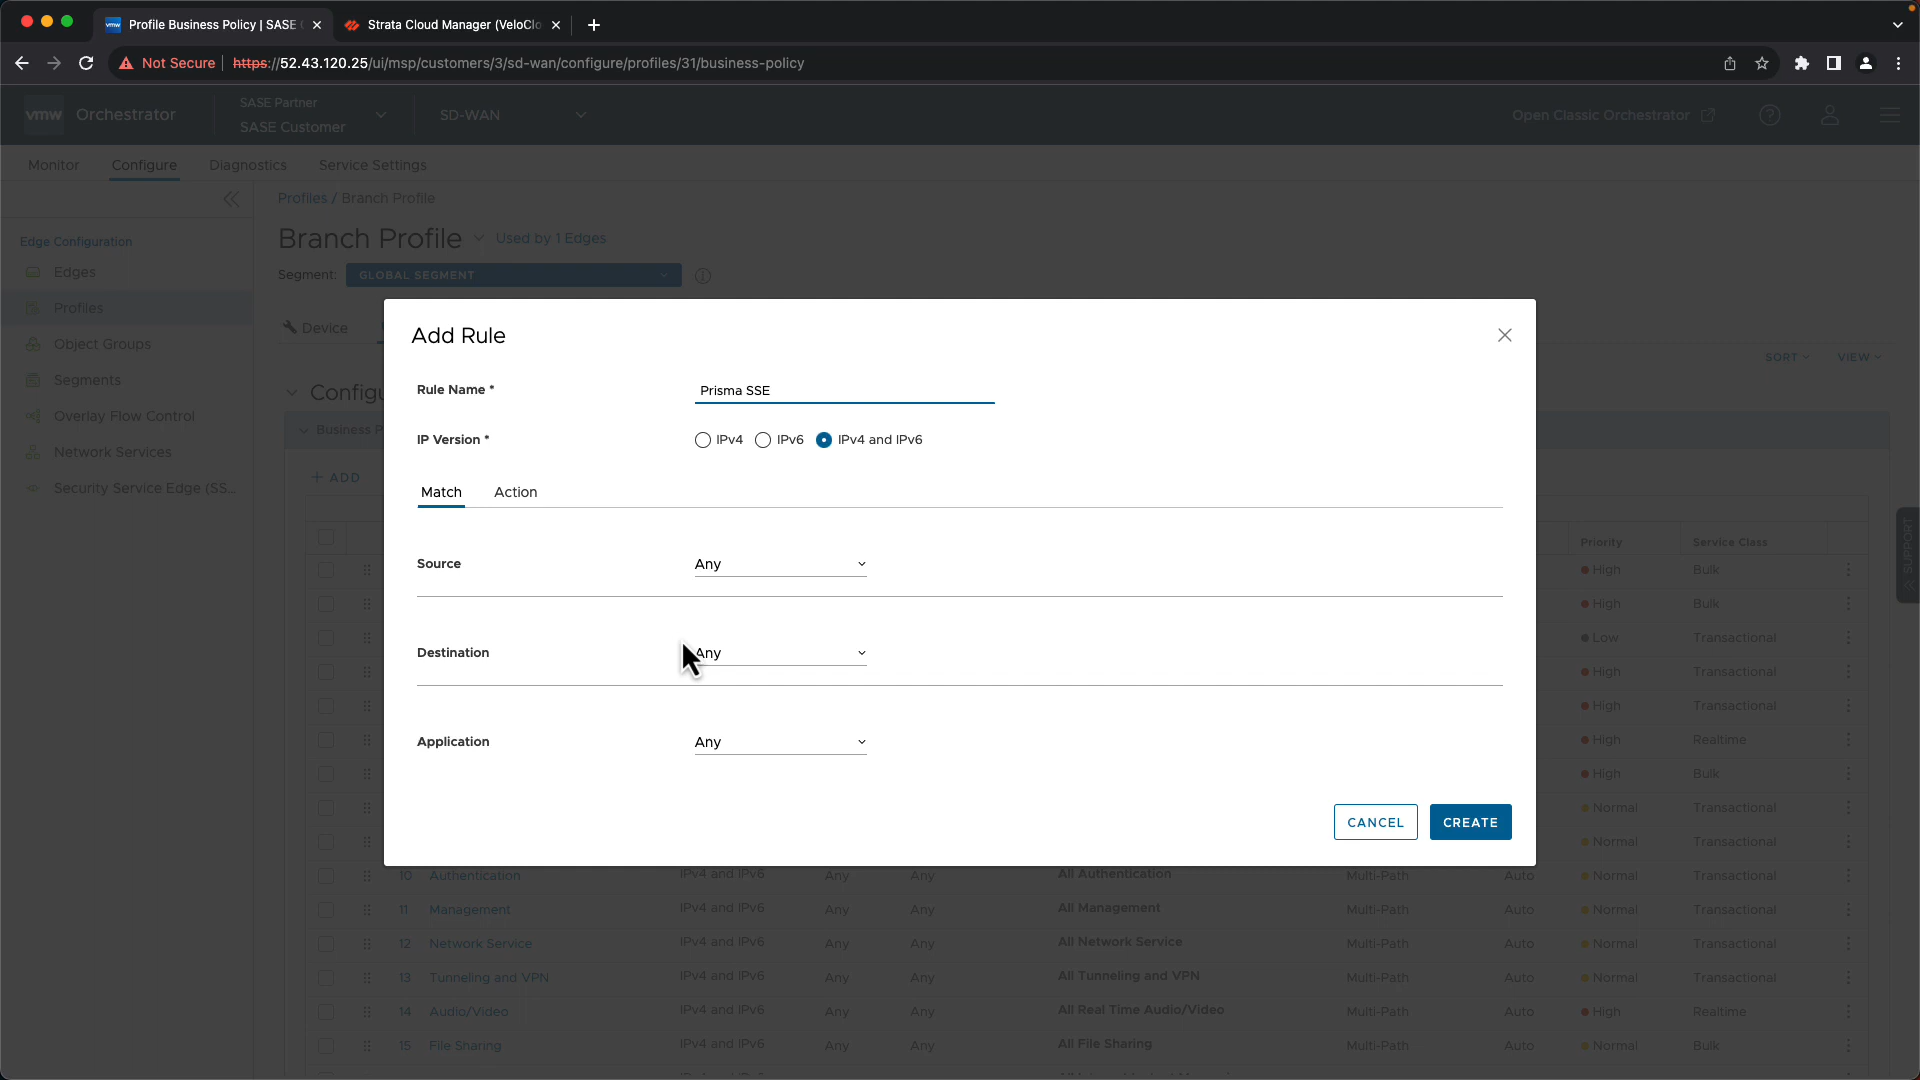 Profile Business Policy | SASE
Strata Cloud Manager (VeloClo
Not Secure
https://52.43.120.25/ui/msp/customers/3/sd-wan/configure/profiles/31/business-policy
vmw Orchestrator
SASE Partner
SASE Customer
SD-WAN
Open Classic Orchestrator
Monitor Configure Diagnostics Service Settings
Profiles / Branch Profile
Edge Configuration
Branch Profile Used by 1 Edges
Edges
Segment: GLOBAL SEGMENT
Profiles
Device
Object Groups
SORT VIEW
Segments
Configu
Overlay Flow Control
Business P
Network Services
+ ADD
Security Service Edge (SS...
SUPPORT
Add Rule
Rule Name * Prisma SSE
IP Version * IPv4 IPv6 IPv4 and IPv6
Match Action
Source Any
Destination Any
Application Any
CANCEL CREATE
Priority Service Class
High Bulk
High Bulk
Low Transactional
High Transactional
High Transactional
High Realtime
High Bulk
Normal Transactional
Normal Transactional
10 Authentication IPv4 and IPv6 Any Any All Authentication Multi-Path Auto Normal Transactional
11 Management IPv4 and IPv6 Any Any All Management Multi-Path Auto Normal Transactional
12 Network Service IPv4 and IPv6 Any Any All Network Service Multi-Path Auto Normal Transactional
13 Tunneling and VPN IPv4 and IPv6 Any Any All Tunneling and VPN Multi-Path Auto Normal Transactional
14 Audio/Video IPv4 and IPv6 Any Any All Real Time Audio/Video Multi-Path Auto High Realtime
15 File Sharing IPv4 and IPv6 Any Any All File Sharing Multi-Path Auto Normal Bulk